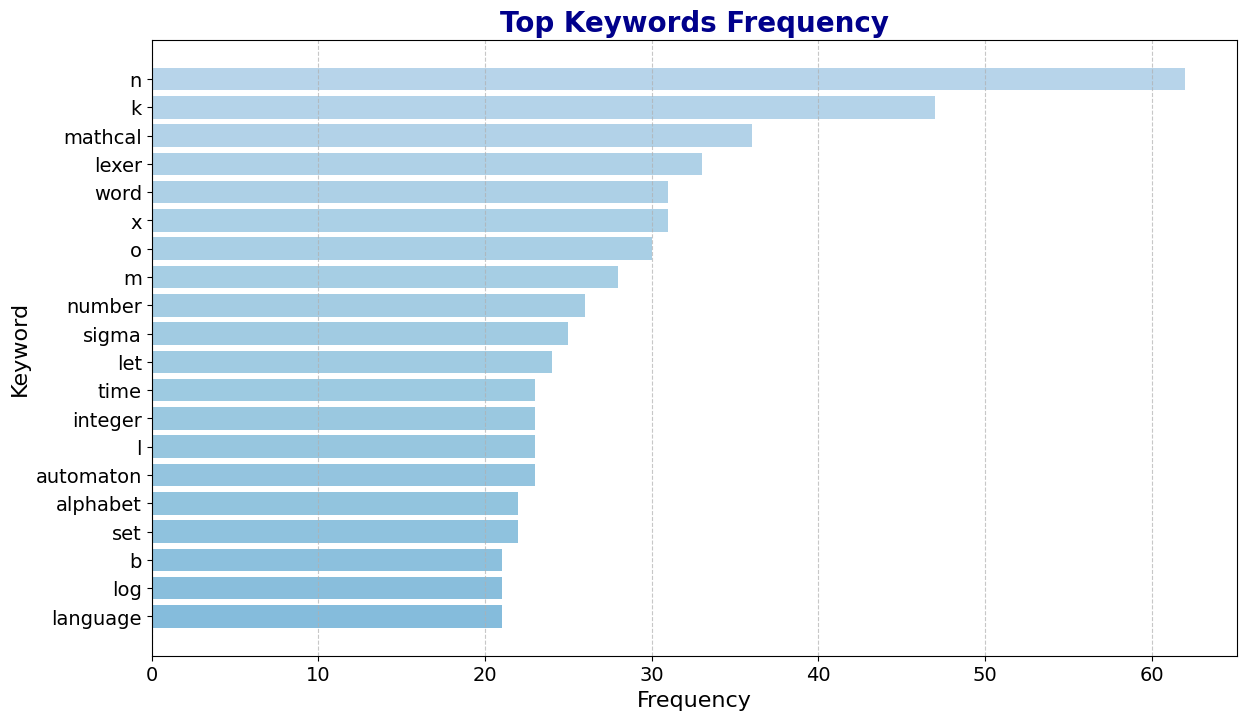 Top Keywords Frequency
n
k
mathcal
lexer
word
x
o
m
number
sigma
let
time
integer
l
automaton
alphabet
set
b
log
language
Keyword
0 10 20 30 40 50 60
Frequency